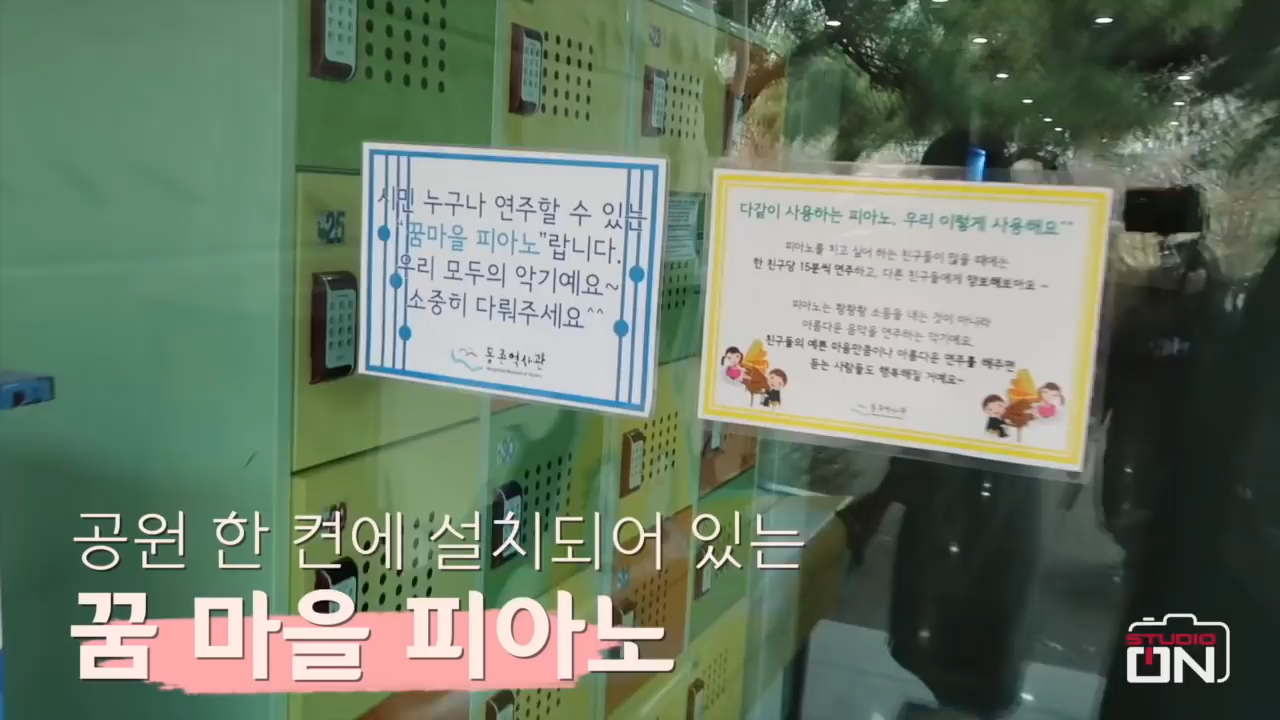 시민 누구나 연주할 수 있는
"꿈마을 피아노"랍니다.
우리 모두의 악기예요~
소중히 다뤄주세요^^
다같이 사용하는 피아노, 우리 이렇게 사용해요^^
피아노를 치고 싶어 하는 친구들이 많을 때에는
한 친구당 15분씩 연주하고, 다른 친구들에게 양보해보아요~
피아노는 쾅쾅쾅 소음을 내는 것이 아니라
아름다운 음악을 연주하는 악기예요.
친구들의 예쁜 마음만큼이나 아름다운 연주를 해주면
듣는 사람들도 행복해질 거예요~
25
공원 한 켠에 설치되어 있는
꿈 마을 피아노
STUDIO
ON